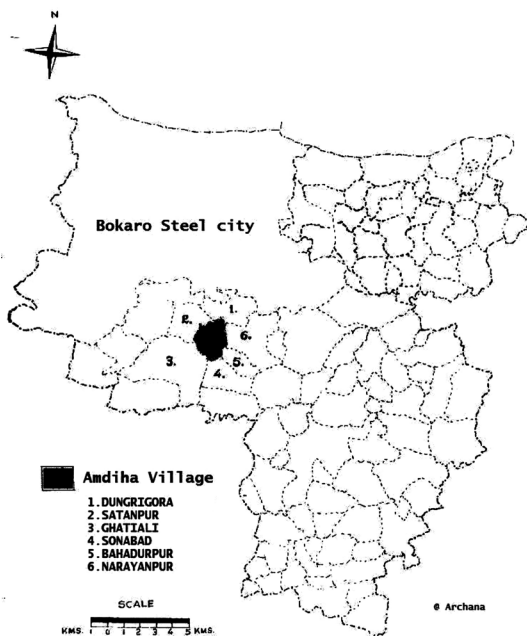 N
Bokaro Steel city
1.
2.
6.
3.
5.
4.
Amdiha Village
1.DUNGRIGORA
2.SATANPUR
3.GHATIALI
4.SONABAD
5.BAHADURPUR
6.NARAYANPUR
SCALE
KMS. 1 0 1 2 3 4 5 KMS.
@ Archana